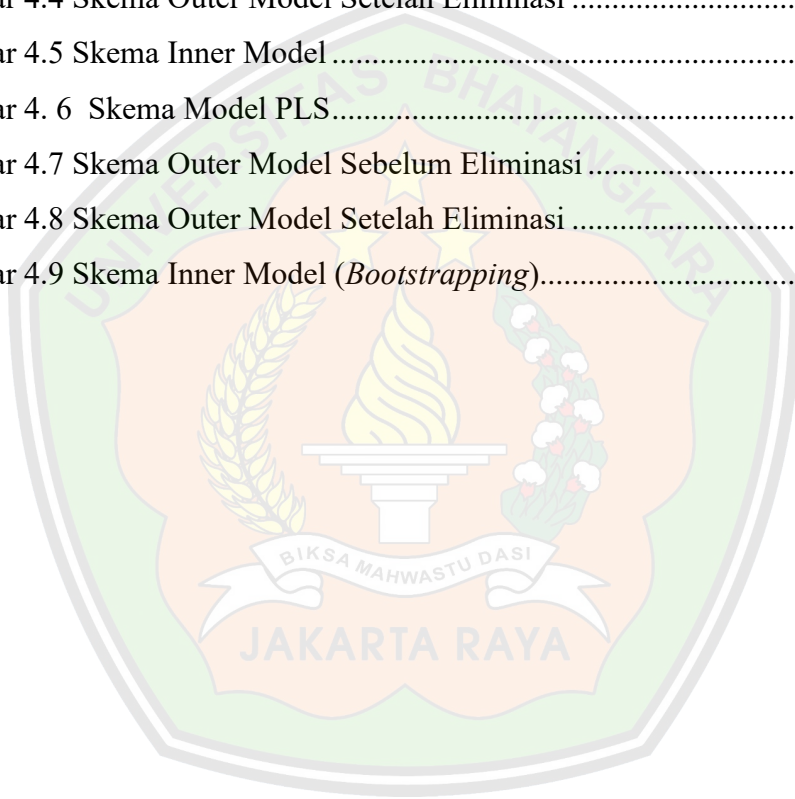 ar 4.4 Skema Outer Model Setelah Eliminasi ............................
ar 4.5 Skema Inner Model .........................................................
ar 4. 6  Skema Model PLS.........................................................
ar 4.7 Skema Outer Model Sebelum Eliminasi ..........................
ar 4.8 Skema Outer Model Setelah Eliminasi ............................
ar 4.9 Skema Inner Model (Bootstrapping)................................
UNIVERSITAS BHAYANGKARA
BIKSA MAHWASTU DASI
JAKARTA RAYA